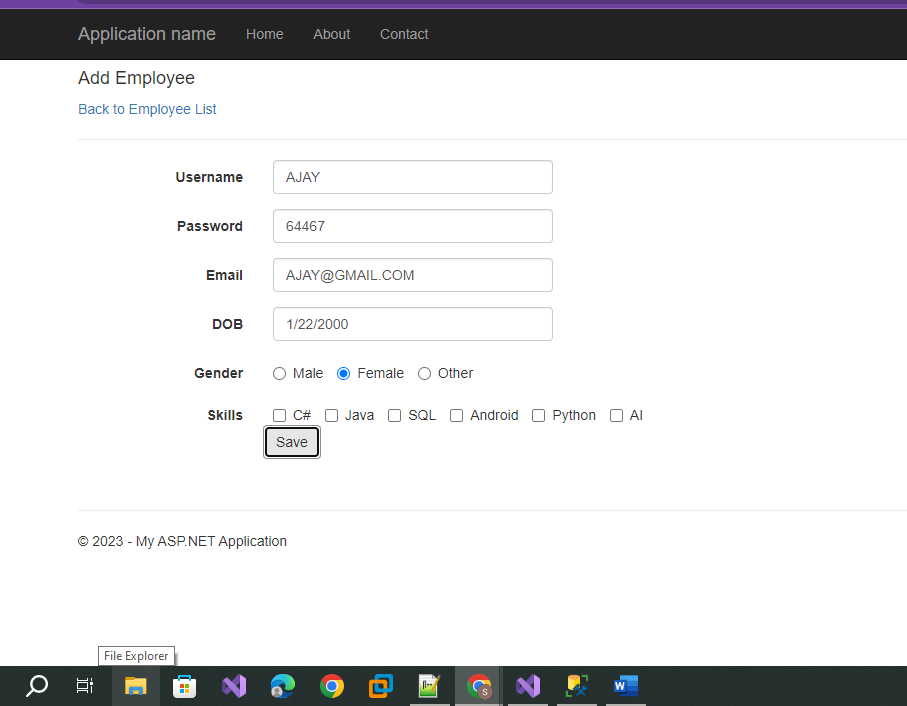 Application name Home About Contact
Add Employee
Back to Employee List
Username AJAY
Password 64467
Email AJAY@GMAIL.COM
DOB 1/22/2000
Gender Male Female Other
Skills C# Java SQL Android Python AI
Save
© 2023 - My ASP.NET Application
File Explorer
S
W